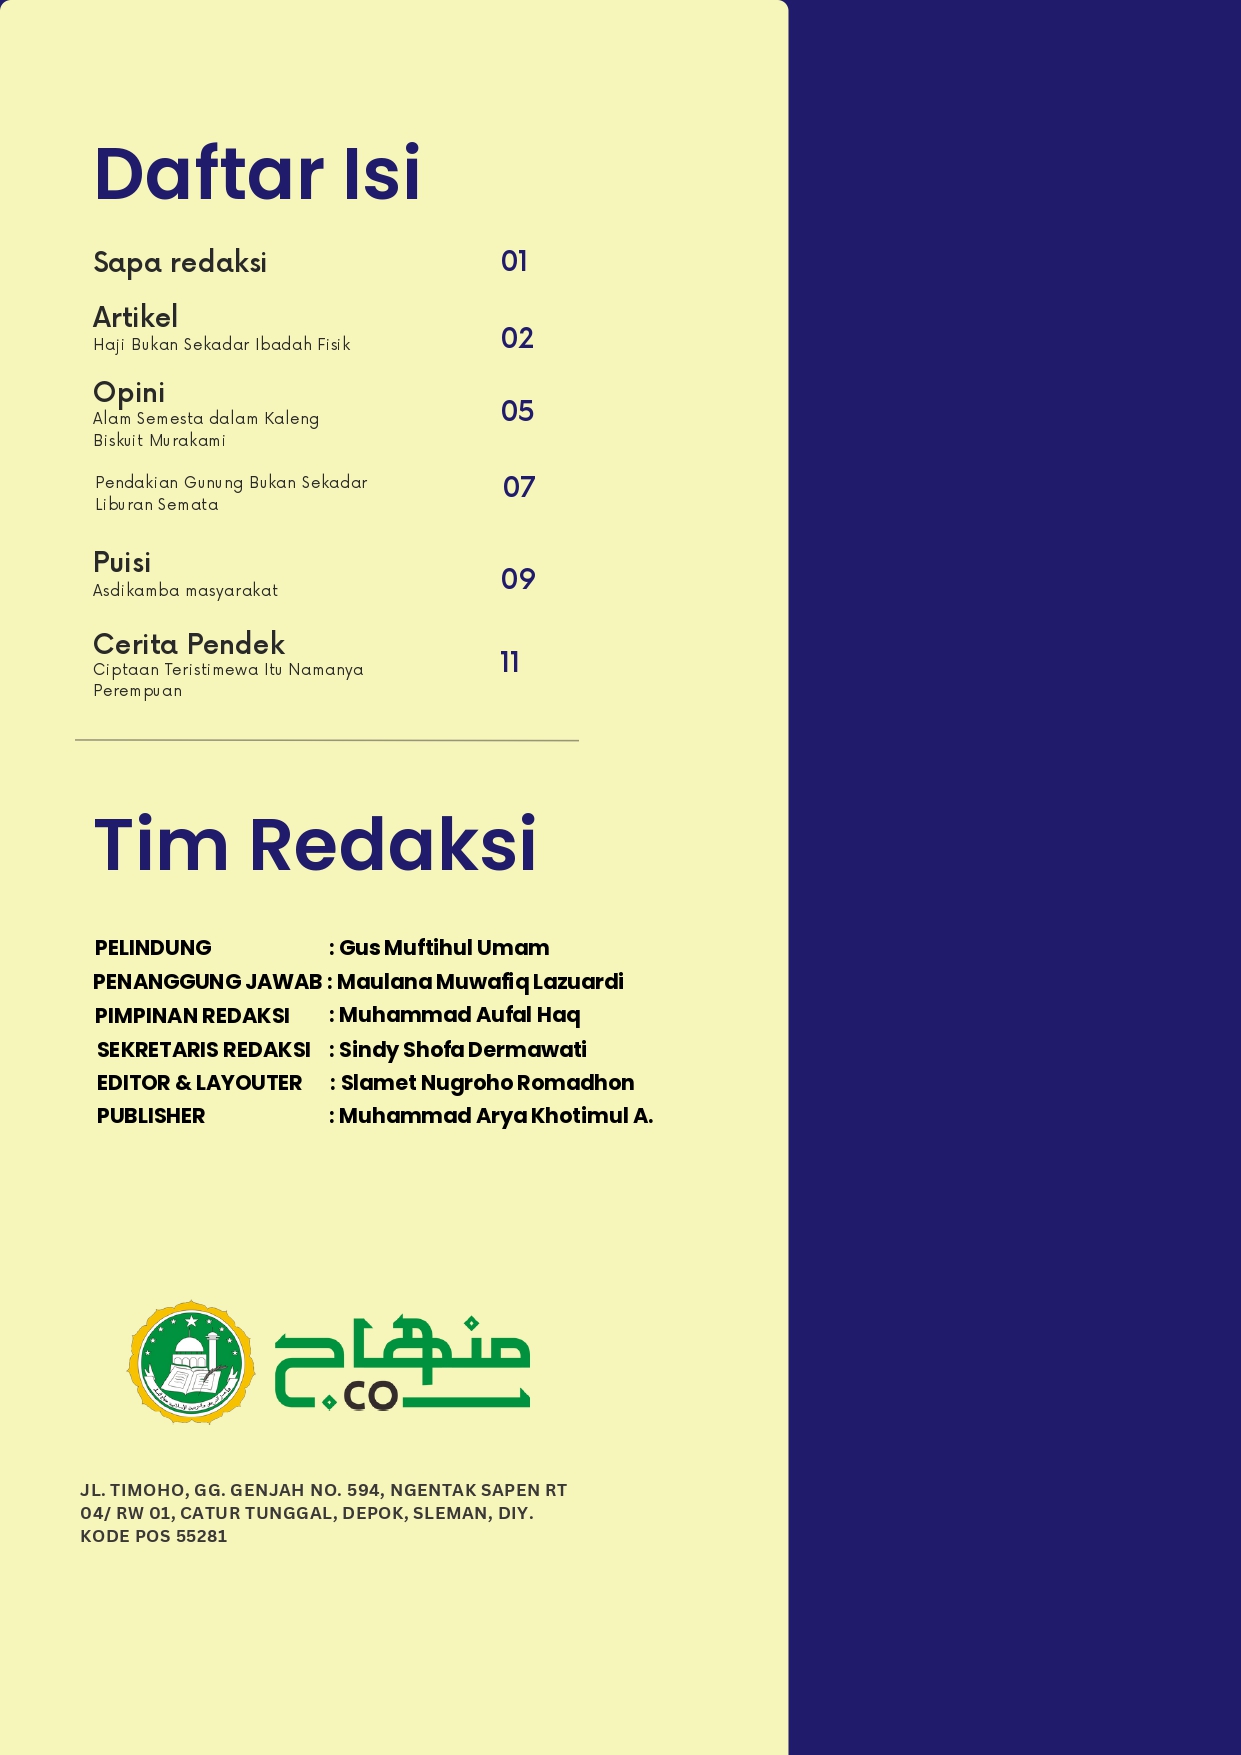 Daftar Isi
Sapa redaksi 01
Artikel
Haji Bukan Sekadar Ibadah Fisik 02
Opini
Alam Semesta dalam Kaleng 05
Biskuit Murakami
Pendakian Gunung Bukan Sekadar 07
Liburan Semata
Puisi
Asdikamba masyarakat 09
Cerita Pendek
Ciptaan Teristimewa Itu Namanya 11
Perempuan
Tim Redaksi
PELINDUNG : Gus Muftihul Umam
PENANGGUNG JAWAB : Maulana Muwafiq Lazuardi
PIMPINAN REDAKSI : Muhammad Aufal Haq
SEKRETARIS REDAKSI : Sindy Shofa Dermawati
EDITOR & LAYOUTER : Slamet Nugroho Romadhon
PUBLISHER : Muhammad Arya Khotimul A.
منهاج
.co
JL. TIMOHO, GG. GENJAH NO. 594, NGENTAK SAPEN RT
04/ RW 01, CATUR TUNGGAL, DEPOK, SLEMAN, DIY.
KODE POS 55281